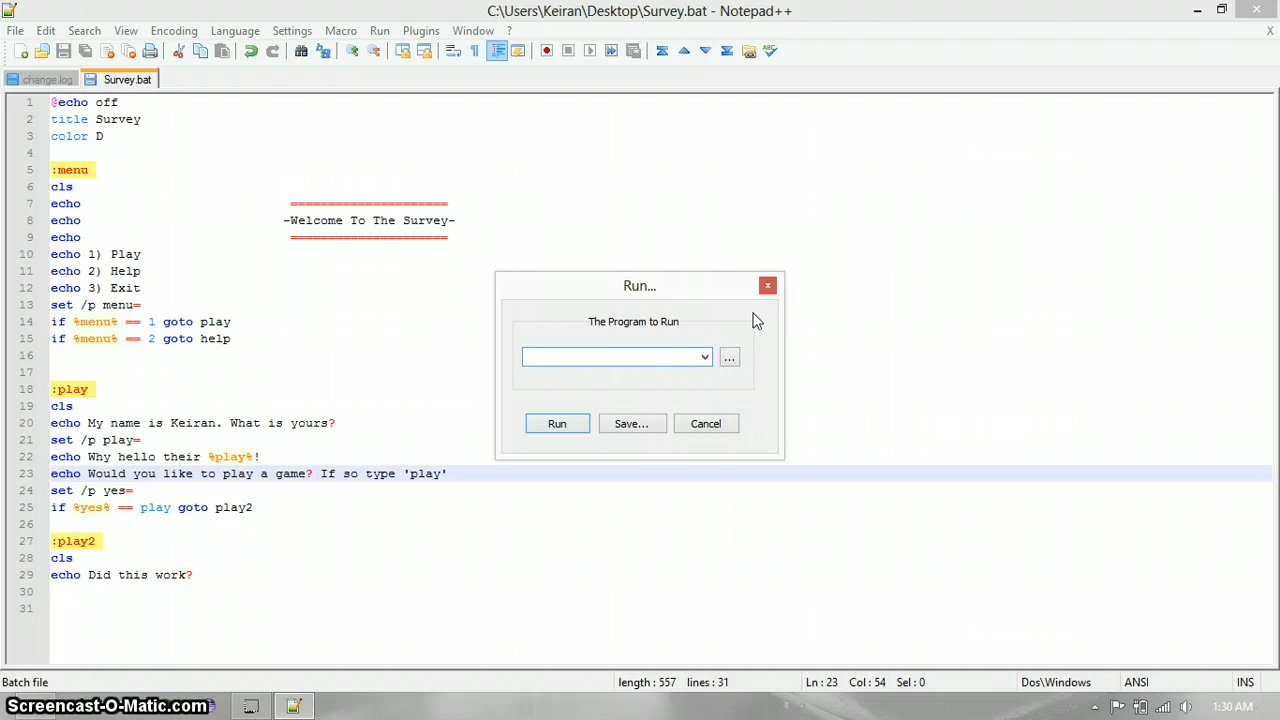 C:\Users\Keiran\Desktop\Survey.bat - Notepad++
File Edit Search View Encoding Language Settings Macro Run Plugins Window ? X
change.log Survey.bat
1 @echo off
2 title Survey
3 color D
4
5 :menu
6 cls
7 echo =====================
8 echo -Welcome To The Survey-
9 echo =====================
10 echo 1) Play
11 echo 2) Help
12 echo 3) Exit
13 set /p menu=
14 if %menu% == 1 goto play
15 if %menu% == 2 goto help
16
17
18 :play
19 cls
20 echo My name is Keiran. What is yours?
21 set /p play=
22 echo Why hello their %play%!
23 echo Would you like to play a game? If so type 'play'
24 set /p yes=
25 if %yes% == play goto play2
26
27 :play2
28 cls
29 echo Did this work?
30
31
Run...
x
The Program to Run
...
Run Save... Cancel
Batch file length : 557 lines : 31 Ln : 23 Col : 54 Sel : 0 Dos\Windows ANSI INS
Screencast-O-Matic.com
1:30 AM